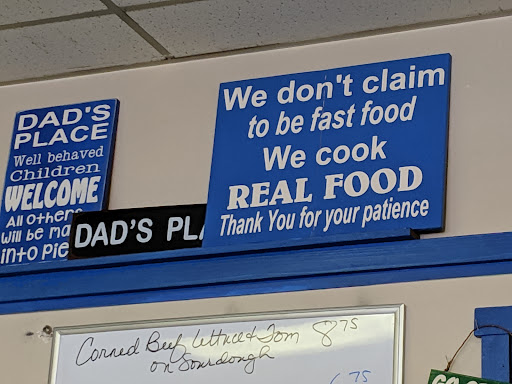 DAD'S
PLACE
Well behaved
Children
WELCOME
All others
will be
into
DAD'S
We don't claim
to be fast food
We cook
REAL FOOD
Thank You for your patience
Corned Beef lettuce & Tom 8 75
on Sourdough
75